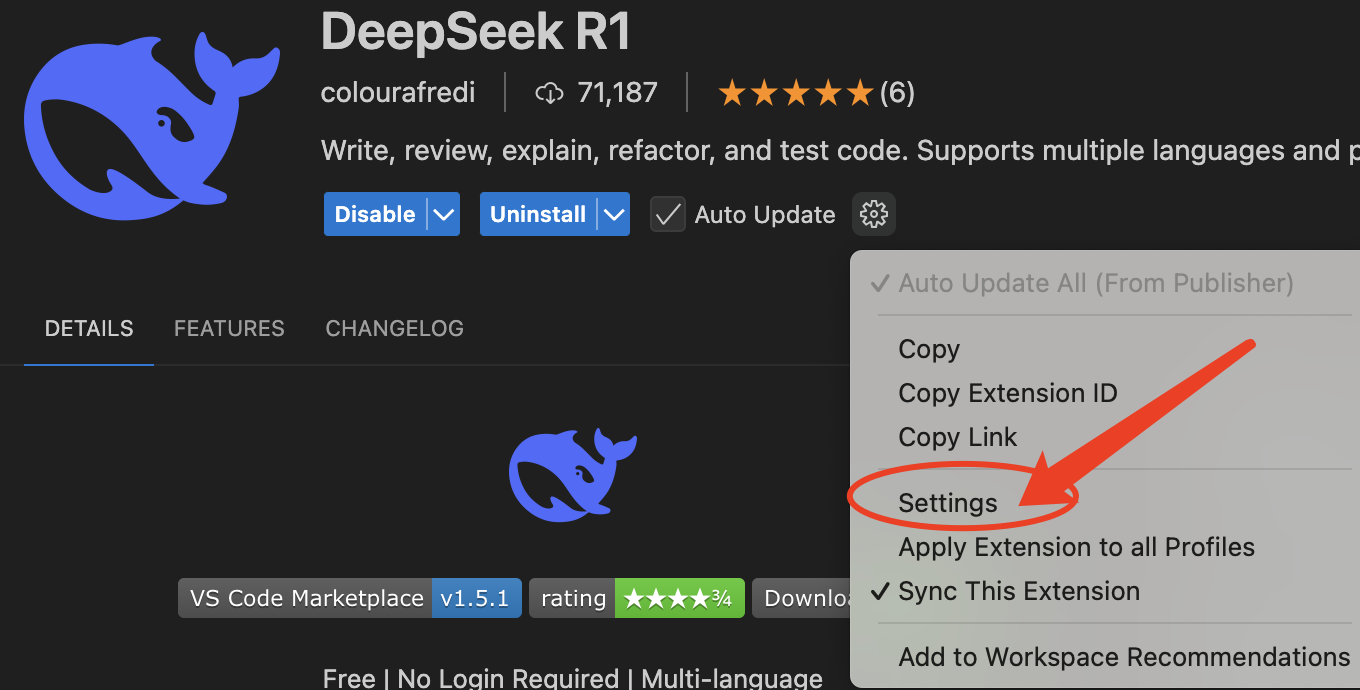 DeepSeek R1
colourafredi 71,187 (6)
Write, review, explain, refactor, and test code. Supports multiple languages and
Disable Uninstall Auto Update
Auto Update All (From Publisher)
DETAILS FEATURES CHANGELOG
Copy
Copy Extension ID
Copy Link
Settings
Apply Extension to all Profiles
Sync This Extension
Add to Workspace Recommendations
VS Code Marketplace v1.5.1 rating ★★★★¾
Free | No Login Required | Multi-language